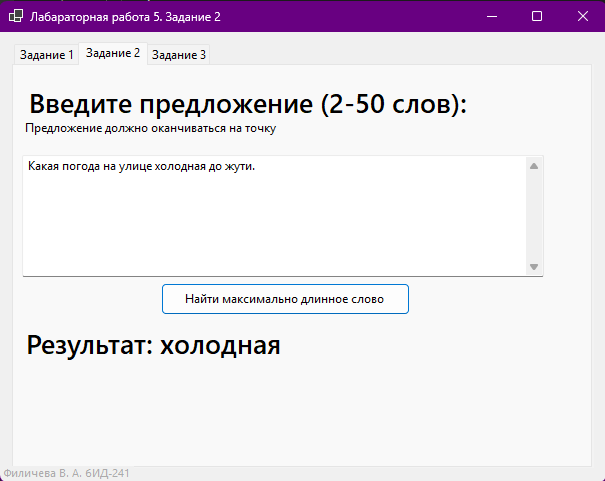 Лабараторная работа 5. Задание 2
Задание 1 Задание 2 Задание 3
Введите предложение (2-50 слов):
Предложение должно оканчиваться на точку
Какая погода на улице холодная до жути.
Найти максимально длинное слово
Результат: холодная
Филичева В. А. бИД-241